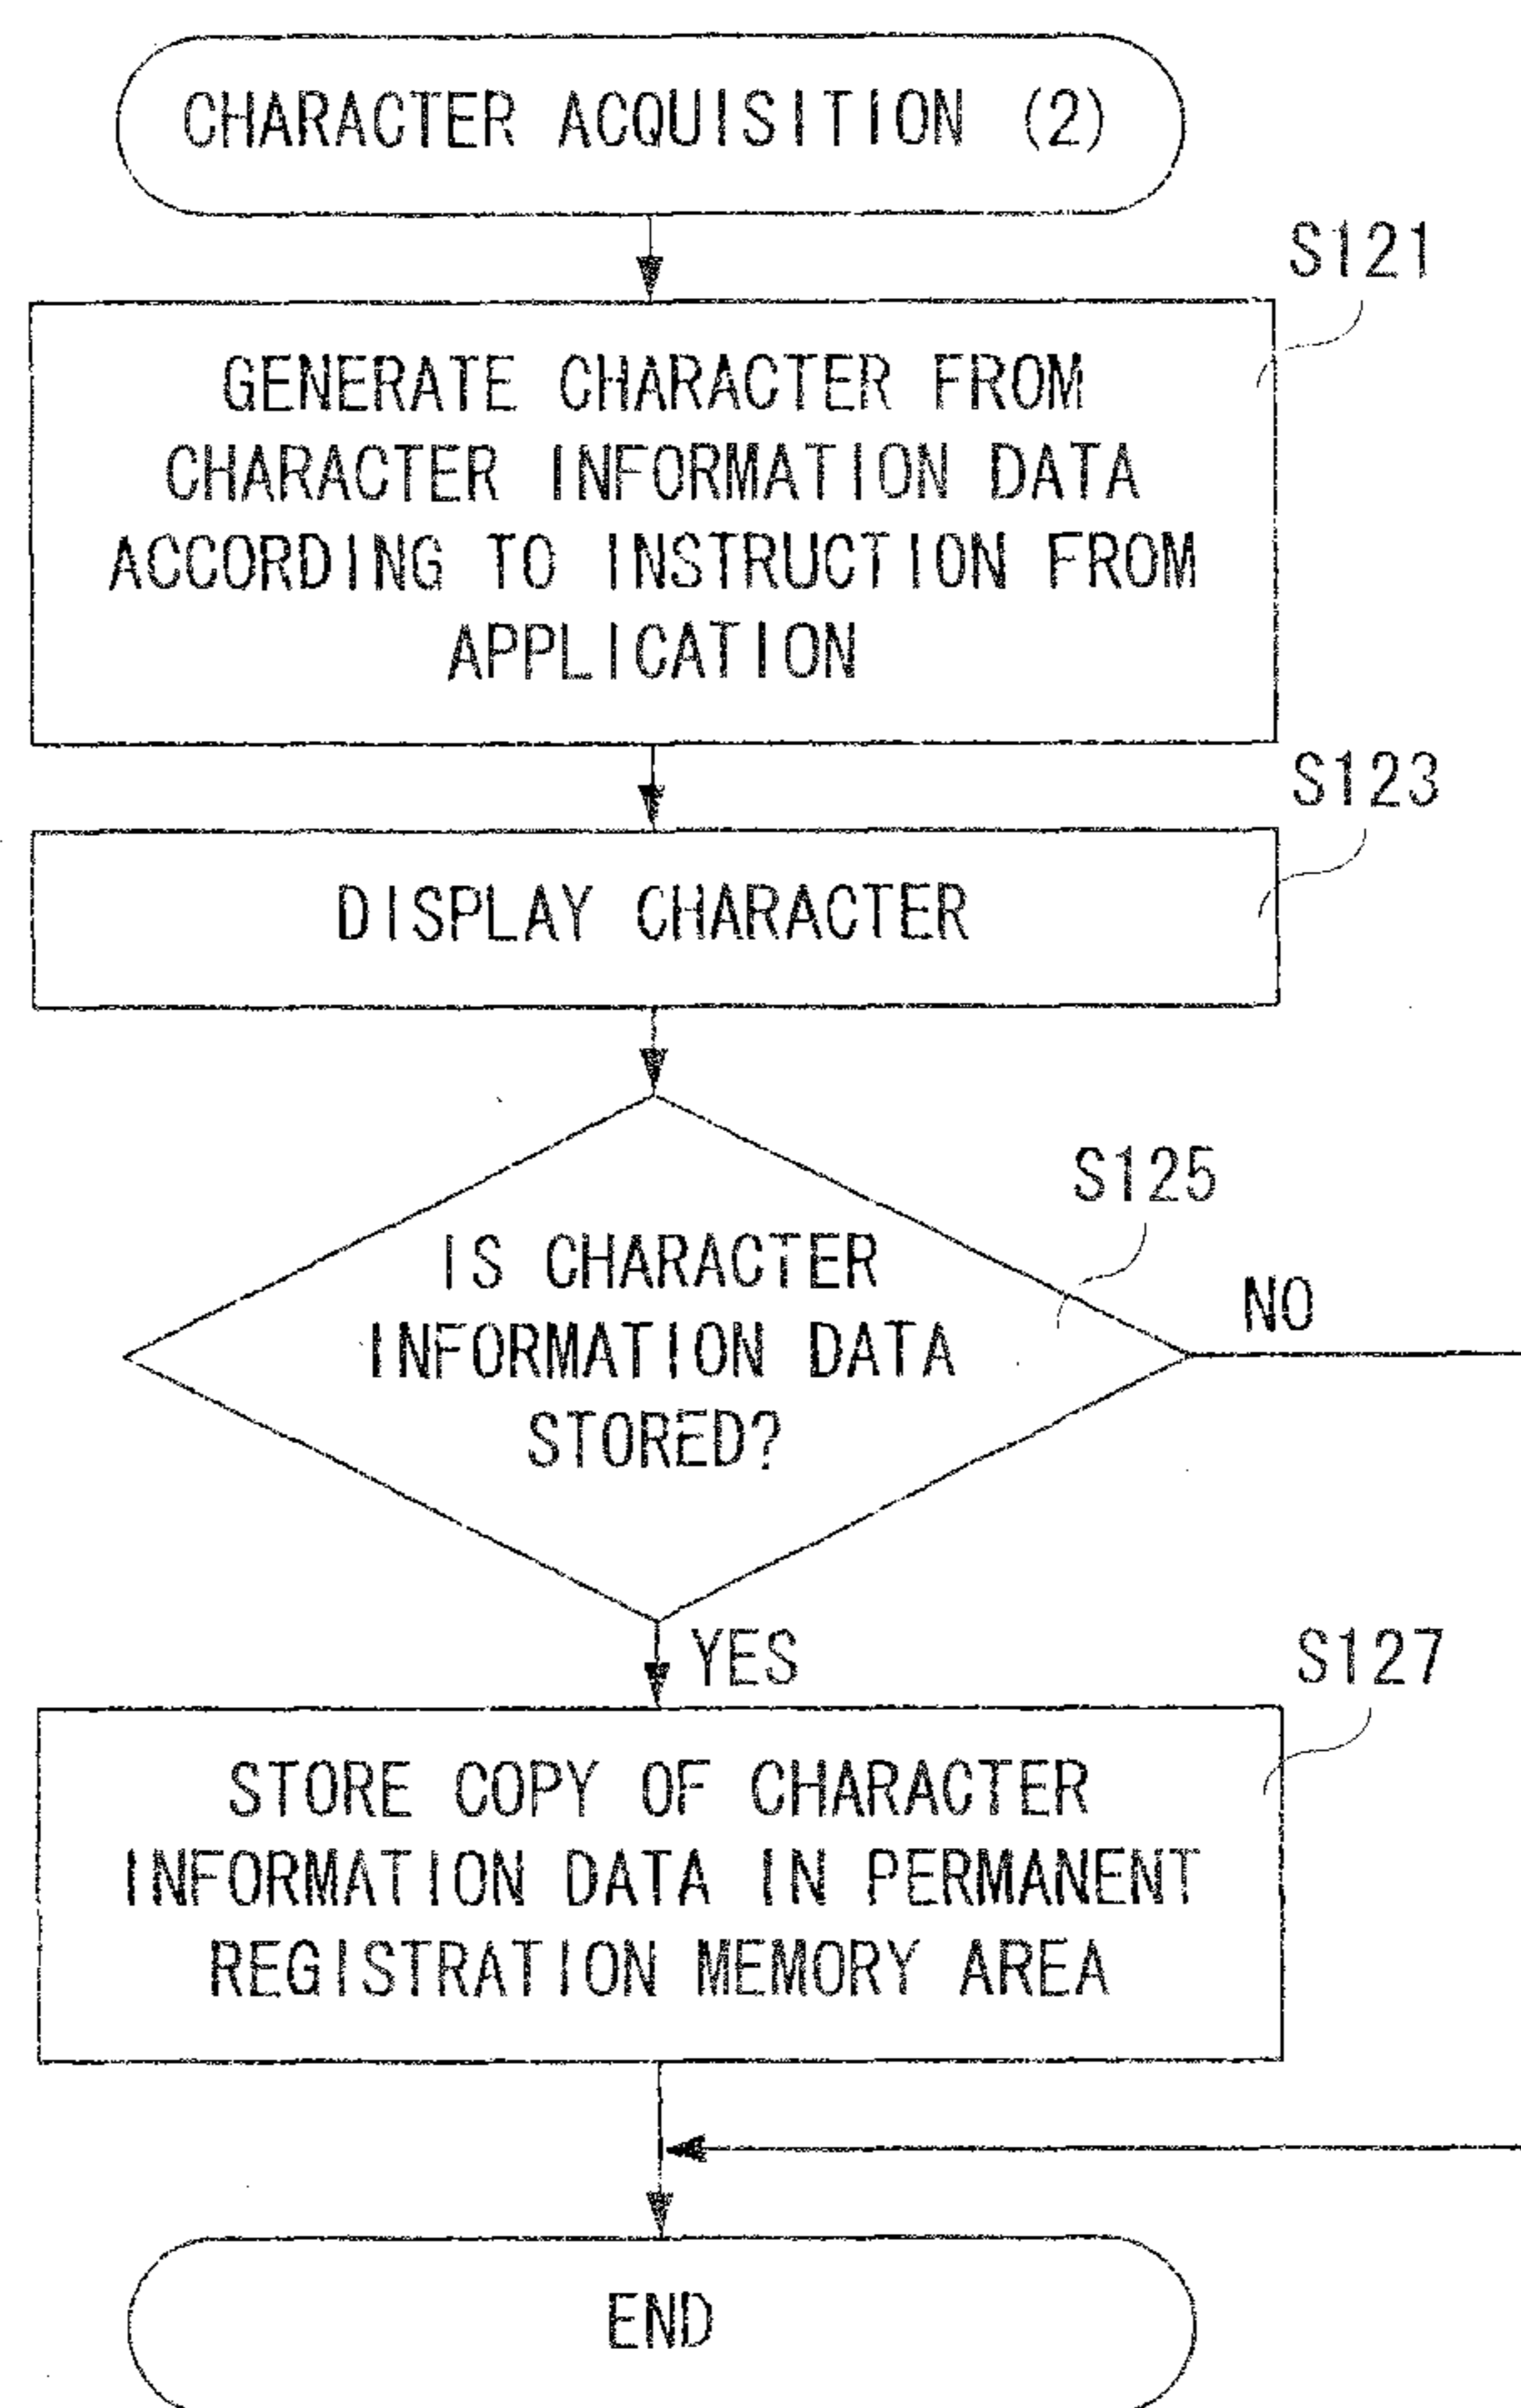 CHARACTER ACQUISITION (2)
S121
GENERATE CHARACTER FROM
CHARACTER INFORMATION DATA
ACCORDING TO INSTRUCTION FROM
APPLICATION
S123
DISPLAY CHARACTER
S125
IS CHARACTER
INFORMATION DATA
STORED?
NO
YES
S127
STORE COPY OF CHARACTER
INFORMATION DATA IN PERMANENT
REGISTRATION MEMORY AREA
END